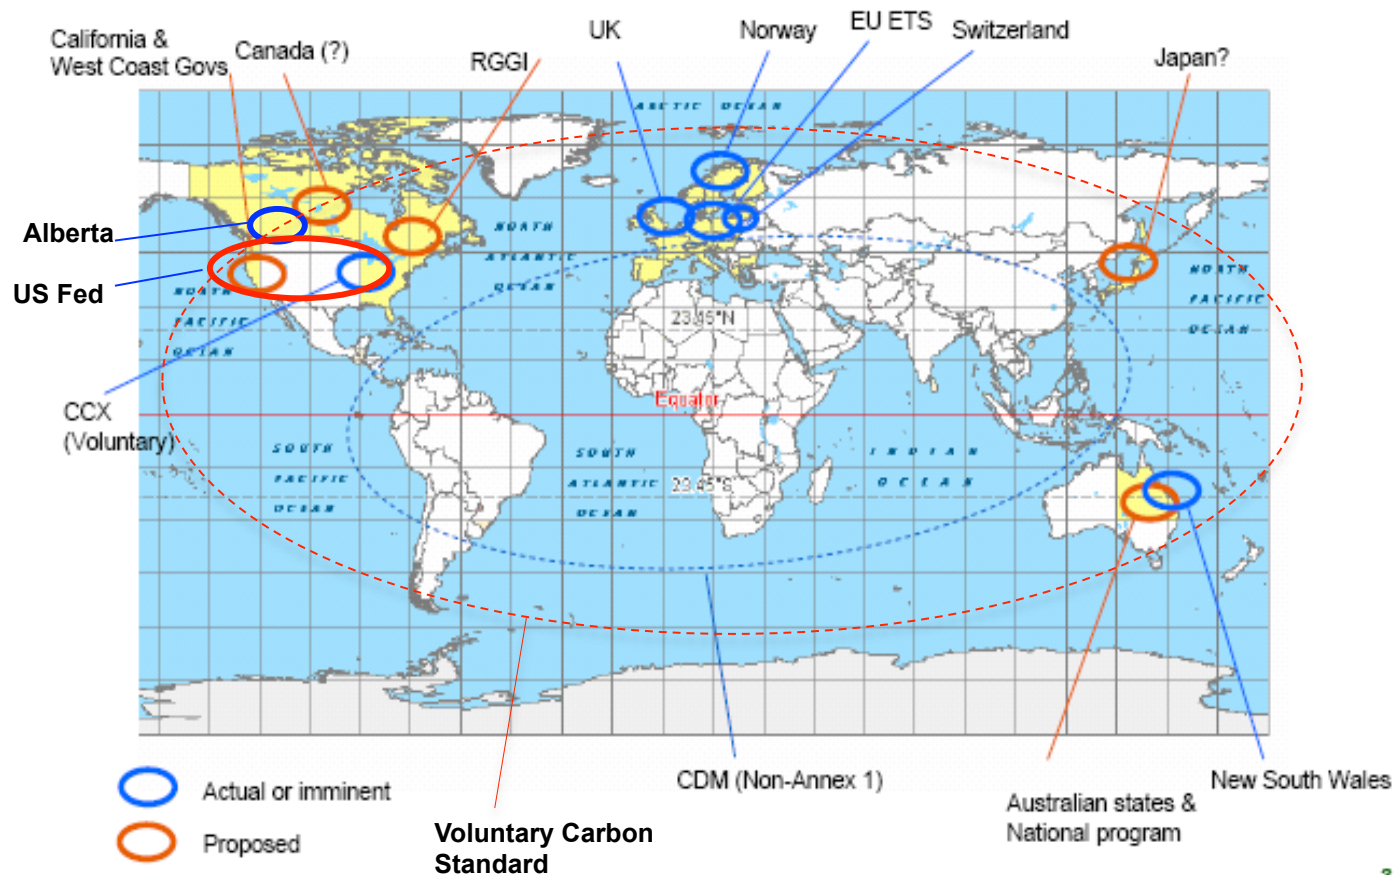 California &
West Coast Govs
Canada (?)
RGGI
UK
Norway
EU ETS
Switzerland
Japan?
ARCTIC OCEAN
Alberta
US Fed
NORTH
ATLANTIC
OCEAN
NORTH
PACIFIC
OCEAN
NORTH
PACIFIC
OCEAN
23.45°N
Equator
CCX
(Voluntary)
SOUTH
PACIFIC
OCEAN
SOUTH
ATLANTIC
OCEAN
23.45°S
INDIAN
OCEAN
CDM (Non-Annex 1)
New South Wales
Australian states &
National program
Actual or imminent
Proposed
Voluntary Carbon
Standard